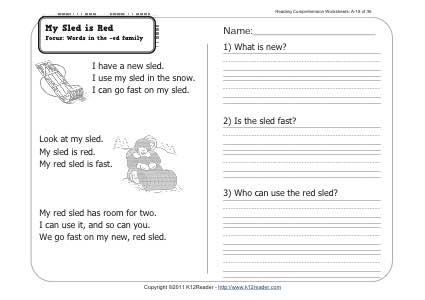 Reading Comprehension Worksheets: A-18 of 36
My Sled is Red
Focus: Words in the -ed family
I have a new sled.
I use my sled in the snow.
I can go fast on my sled.
Look at my sled.
My sled is red.
My red sled is fast.
My red sled has room for two.
I can use it, and so can you.
We go fast on my new, red sled.
Name:
1) What is new?
2) Is the sled fast?
3) Who can use the red sled?
Copyright ©2011 K12Reader - http://www.k12reader.com